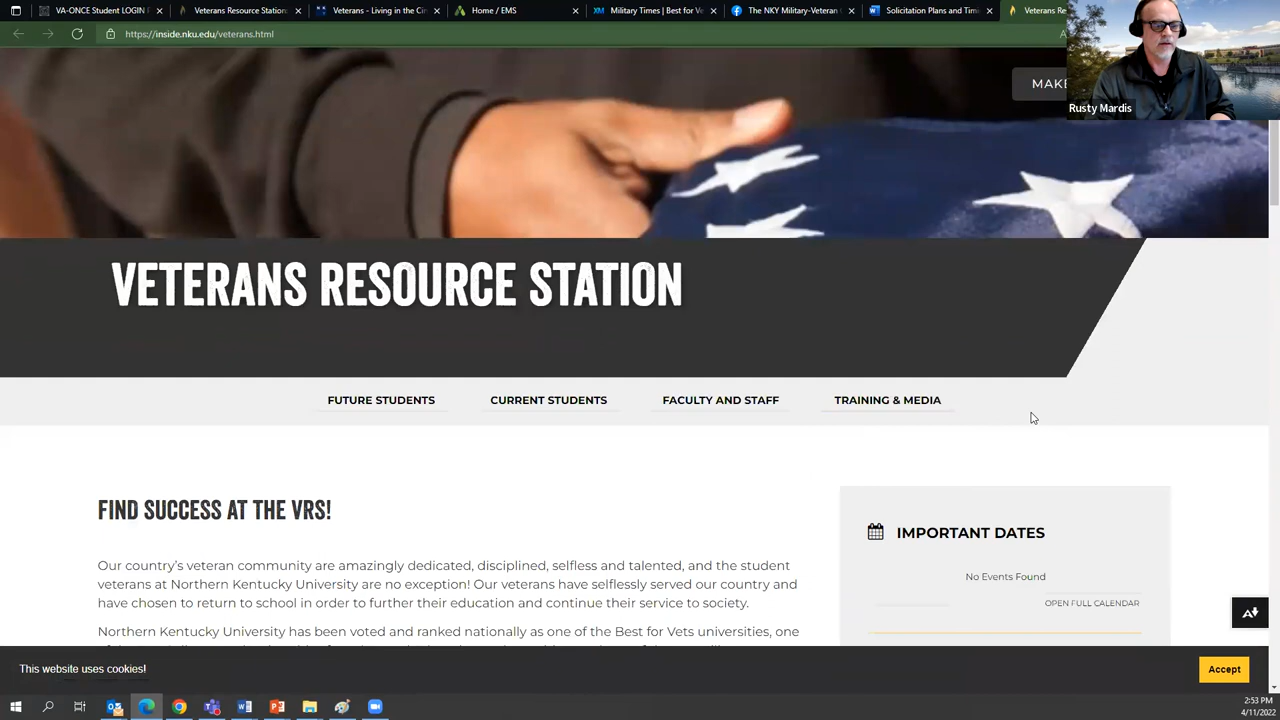 VA-ONCE Student LOGIN
Veterans Resource Station
Veterans - Living in the Cin
Home / EMS
Military Times | Best for Ve
The NKY Military-Veteran
Solicitation Plans and Tim
Veterans Re
https://inside.nku.edu/veterans.html
MAKE
Rusty Mardis
VETERANS RESOURCE STATION
FUTURE STUDENTS
CURRENT STUDENTS
FACULTY AND STAFF
TRAINING & MEDIA
FIND SUCCESS AT THE VRS!
IMPORTANT DATES
Our country's veteran community are amazingly dedicated, disciplined, selfless and talented, and the student
veterans at Northern Kentucky University are no exception! Our veterans have selflessly served our country and
have chosen to return to school in order to further their education and continue their service to society.
No Events Found
OPEN FULL CALENDAR
Northern Kentucky University has been voted and ranked nationally as one of the Best for Vets universities, one
This website uses cookies!
Accept
2:53 PM
4/11/2022